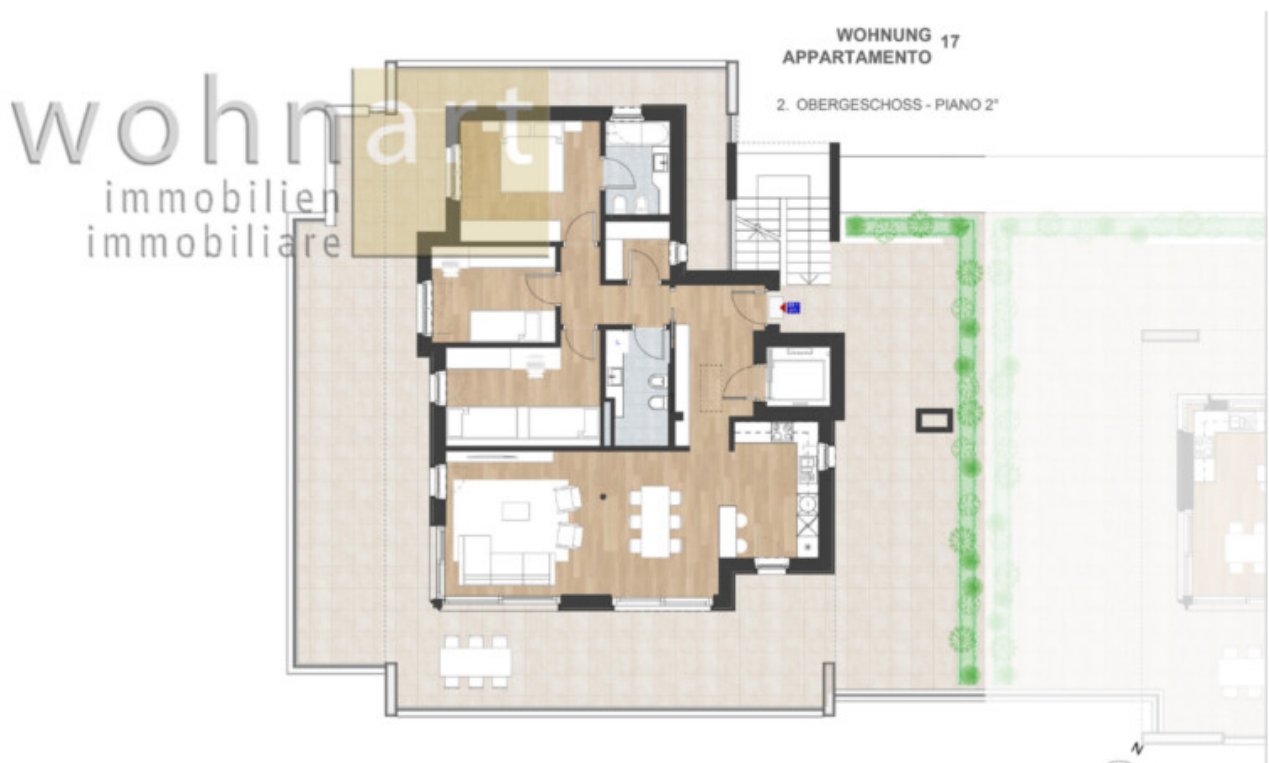 WOHNUNG 17
APPARTAMENTO
2. OBERGESCHOSS - PIANO 2°
wohnart
immobilien
immobiliare
N